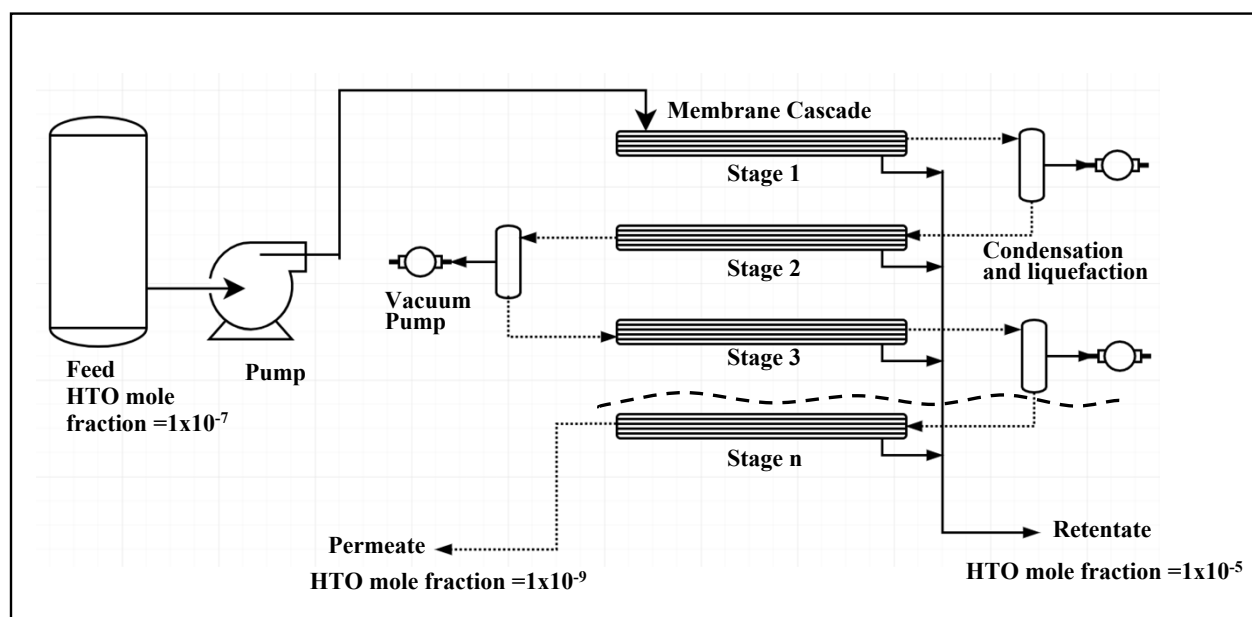 Membrane Cascade
Stage 1
Stage 2
Condensation
and liquefaction
Vacuum
Pump
Stage 3
Feed
HTO mole
fraction =1x10⁻⁷
Pump
Stage n
Permeate
HTO mole fraction =1x10⁻⁹
Retentate
HTO mole fraction =1x10⁻⁵